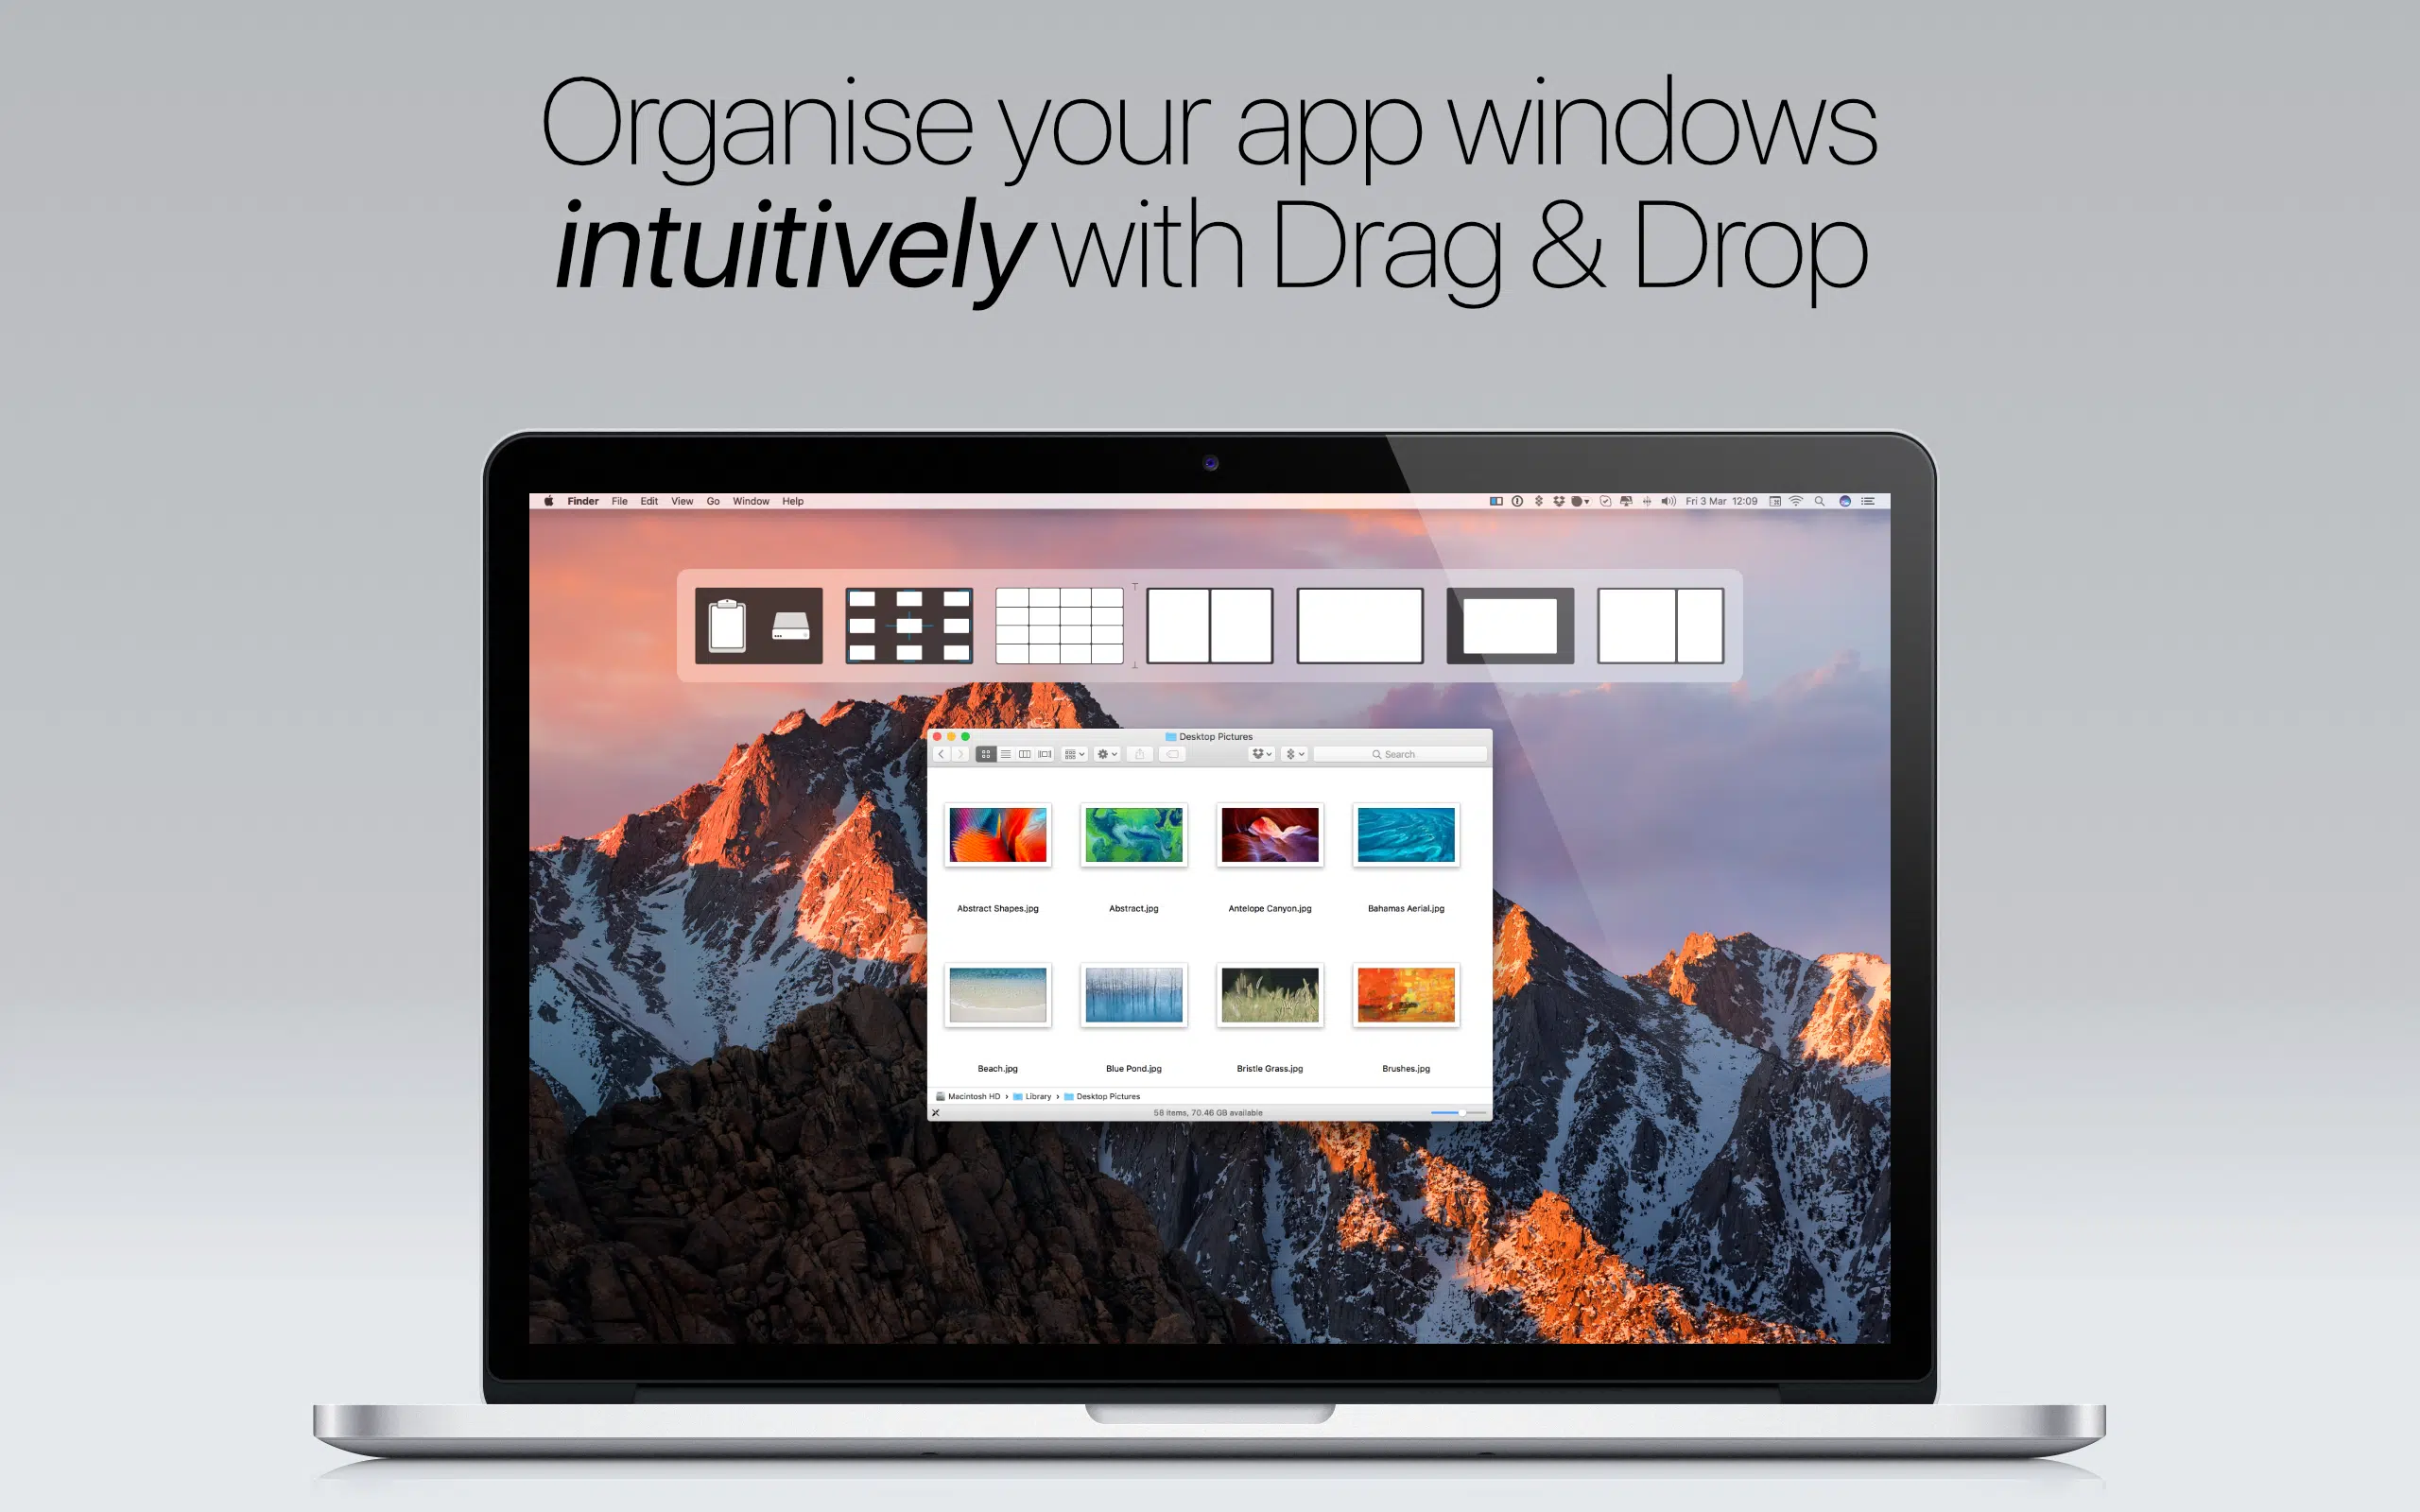 Organise your app windows
intuitively with Drag & Drop
Finder File Edit View Go Window Help Fri 3 Mar 12:09
Desktop Pictures
Search
Abstract Shapes.jpg Abstract.jpg Antelope Canyon.jpg Bahamas Aerial.jpg
Beach.jpg Blue Pond.jpg Bristle Grass.jpg Brushes.jpg
Macintosh HD › Library › Desktop Pictures
58 items, 70.46 GB available